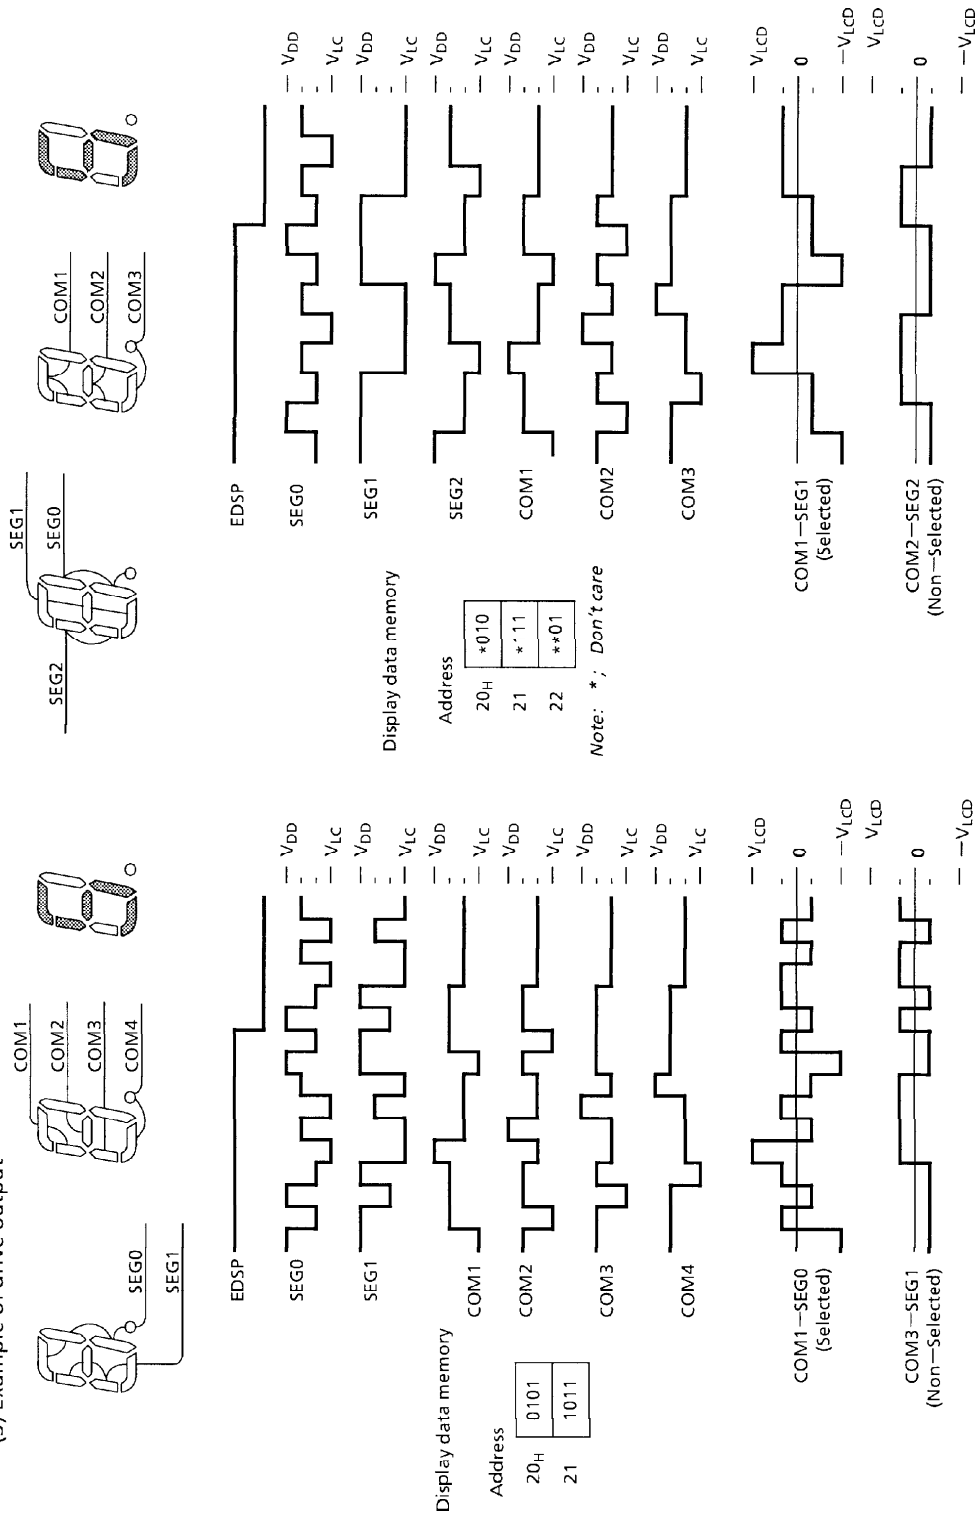 (3) Example of drive output
SEG0
SEG1
COM1
COM2
COM3
COM4
EDSP
SEG0
VDD
VLC
SEG1
VDD
VLC
COM1
VDD
VLC
COM2
VDD
VLC
COM3
VDD
VLC
COM4
COM1—SEG0
(Selected)
VLCD
0
—VLCD
COM3—SEG1
(Non—Selected)
VLCD
0
—VLCD
Display data memory
Address
20H 0101
21 1011
SEG2
SEG1
SEG0
COM1
COM2
COM3
EDSP
SEG0
VDD
VLC
SEG1
VDD
VLC
SEG2
VDD
VLC
COM1
VDD
VLC
COM2
VDD
VLC
COM3
VDD
VLC
COM1—SEG1
(Selected)
VLCD
0
—VLCD
COM2—SEG2
(Non—Selected)
VLCD
0
—VLCD
Display data memory
Address
20H *010
21 *'11
22 **01
Note: * ; Don't care